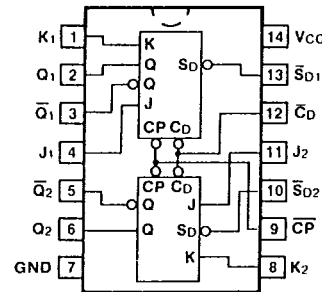 K1 1
Q1 2
Q̅1 3
J1 4
Q̅2 5
Q2 6
GND 7
14 VCC
13 S̅D1
12 C̅D
11 J2
10 S̅D2
9 C̅P̅
8 K2
K
Q
Q
J
SD
CP CD
CP CD
Q
Q
J
SD
K